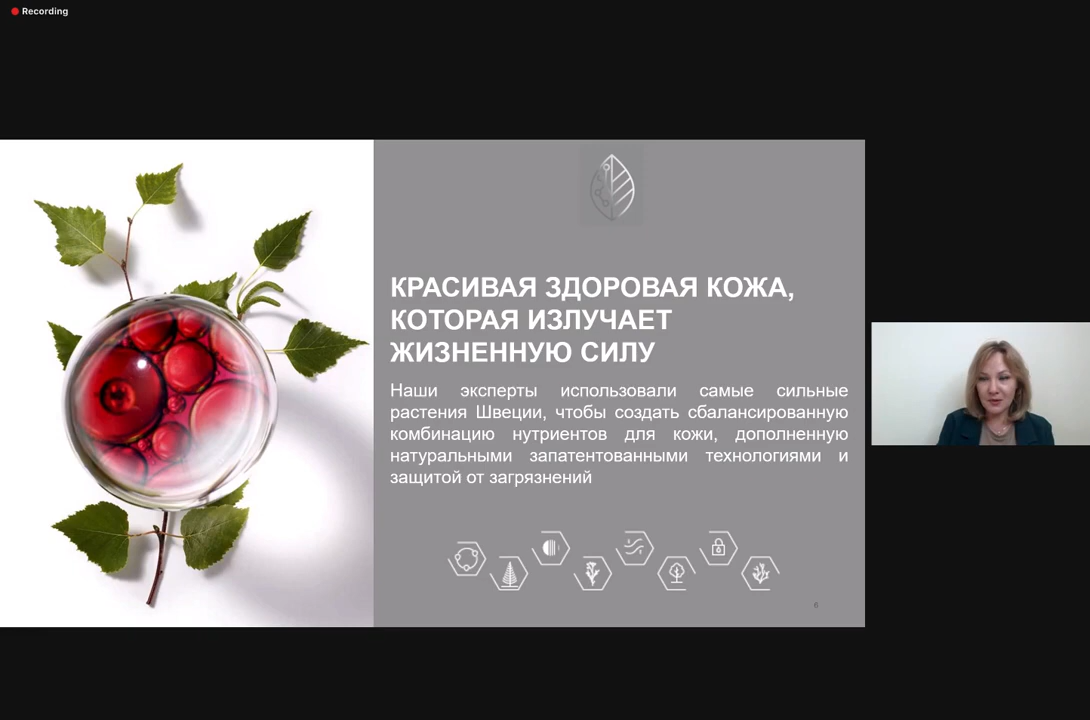 Recording
КРАСИВАЯ ЗДОРОВАЯ КОЖА,
КОТОРАЯ ИЗЛУЧАЕТ
ЖИЗНЕННУЮ СИЛУ
Наши эксперты использовали самые сильные
растения Швеции, чтобы создать сбалансированную
комбинацию нутриентов для кожи, дополненную
натуральными запатентованными технологиями и
защитой от загрязнений
6